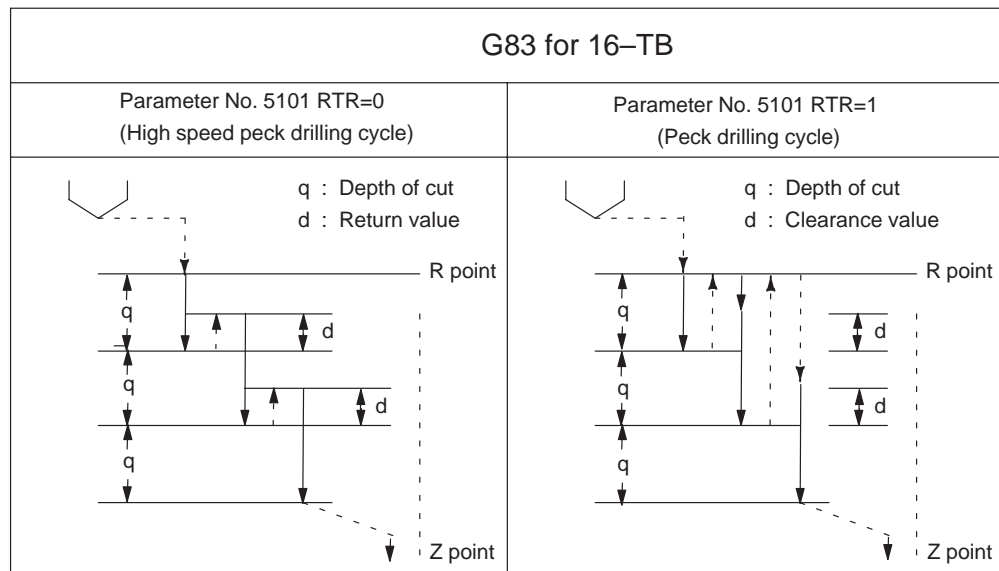 G83 for 16–TB
Parameter No. 5101 RTR=0
(High speed peck drilling cycle)
Parameter No. 5101 RTR=1
(Peck drilling cycle)
q : Depth of cut
d : Return value
R point
q
d
q
d
q
Z point
q : Depth of cut
d : Clearance value
R point
q
d
q
d
q
Z point